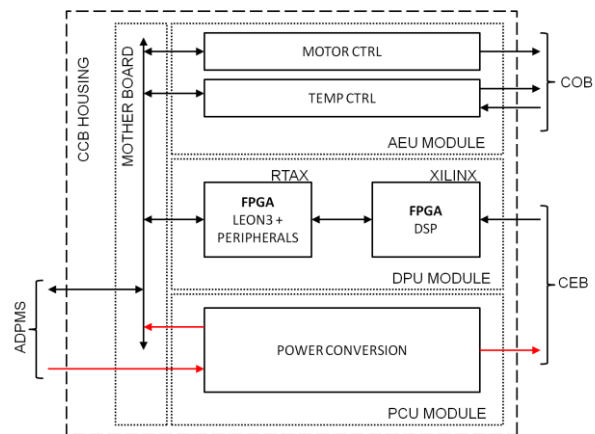 CCB HOUSING
MOTHER BOARD
MOTOR CTRL
TEMP CTRL
AEU MODULE
COB
RTAX
XILINX
FPGA
LEON3 +
PERIPHERALS
FPGA
DSP
DPU MODULE
CEB
ADPMS
POWER CONVERSION
PCU MODULE